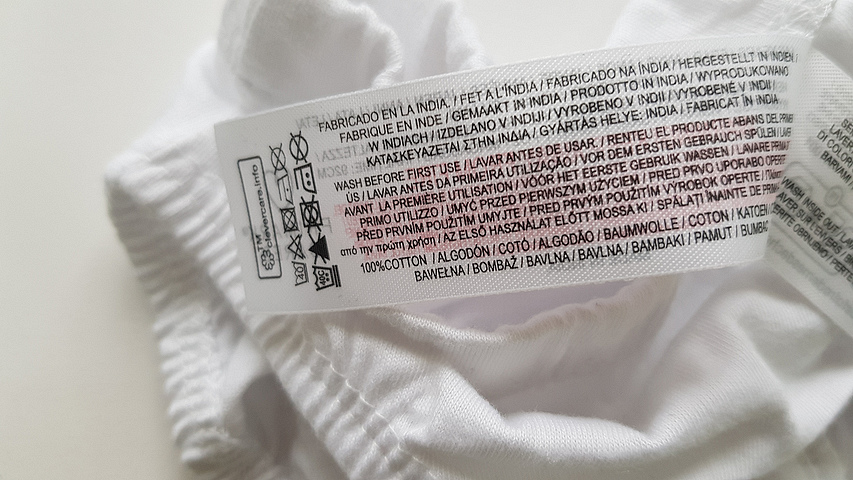 FABRICADO EN LA INDIA. / FET A L'ÍNDIA / FABRICADO NA ÍNDIA / HERGESTELLT IN INDIEN /
FABRIQUE EN INDE / GEMAAKT IN INDIA / PRODOTTO IN INDIA / WYPRODUKOWANO
W INDIACH / IZDELANO V INDIJI / VYROBENO V INDII / VYROBENÉ V INDII /
ΚΑΤΑΣΚΕΥΑΖΕΤΑΙ ΣΤΗΝ ΙΝΔΙΑ / GYÁRTÁS HELYE: INDIA / FABRICAT ÎN INDIA
WASH BEFORE FIRST USE / LAVAR ANTES DE USAR. / RENTEU EL PRODUCTE ABANS DEL PRIMER
ÚS / LAVAR ANTES DA PRIMEIRA UTILIZAÇÃO / VOR DEM ERSTEN GEBRAUCH SPÜLEN / LAVER
AVANT LA PREMIÈRE UTILISATION / VÓÓR HET EERSTE GEBRUIK WASSEN / LAVARE PRIMA
PRIMO UTILIZZO / UMYĆ PRZED PIERWSZYM UŻYCIEM / PRED PRVO UPORABO OPERITE
PŘED PRVNÍM POUŽITÍM UMYJTE / PRED PRVÝM POUŽITÍM VÝROBOK OPERTE /
από την πρώτη χρήση / AZ ELSŐ HASZNÁLAT ELŐTT MOSSA KI / SPĂLAȚI ÎNAINTE DE
100%COTTON / ALGODÓN / COTÓ / ALGODÃO / BAUMWOLLE / COTON / KATOEN
BAWEŁNA / BOMBAŽ / BAVLNA / BAVLNA / ΒΑΜΒΑΚΙ / PAMUT / BUMBAC
clevercare.info
40
WASH INSIDE OUT